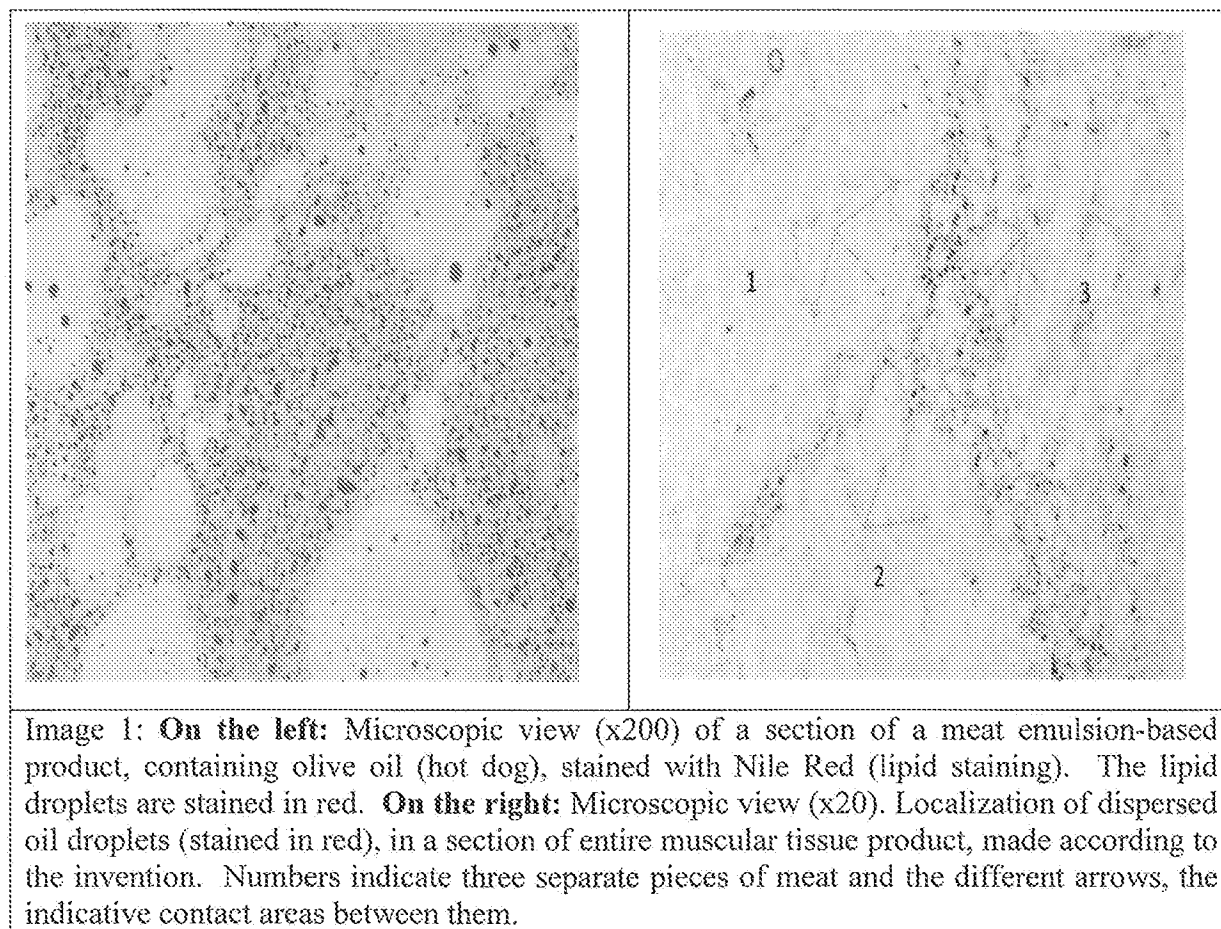 1
3
2
Image 1: On the left: Microscopic view (x200) of a section of a meat emulsion-based
product, containing olive oil (hot dog), stained with Nile Red (lipid staining). The lipid
droplets are stained in red. On the right: Microscopic view (x20). Localization of dispersed
oil droplets (stained in red), in a section of entire muscular tissue product, made according to
the invention. Numbers indicate three separate pieces of meat and the different arrows, the
indicative contact areas between them.